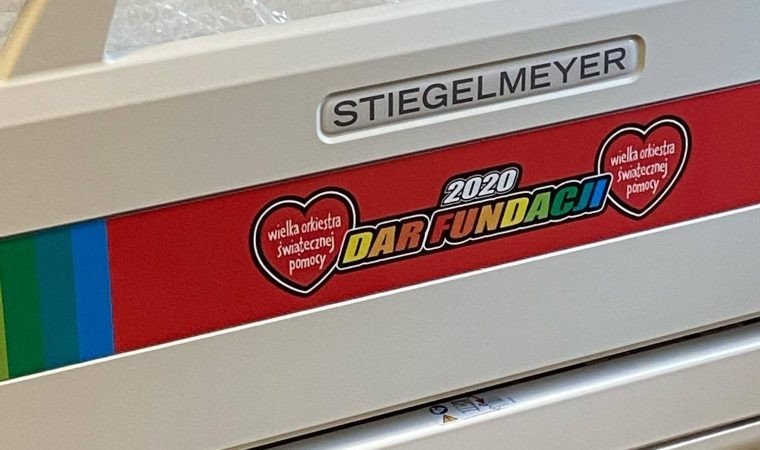 STIEGELMEYER
2020
DAR FUNDACJI
wielka orkiestra
świątecznej
pomocy
wielka orkiestra
świątecznej
pomocy